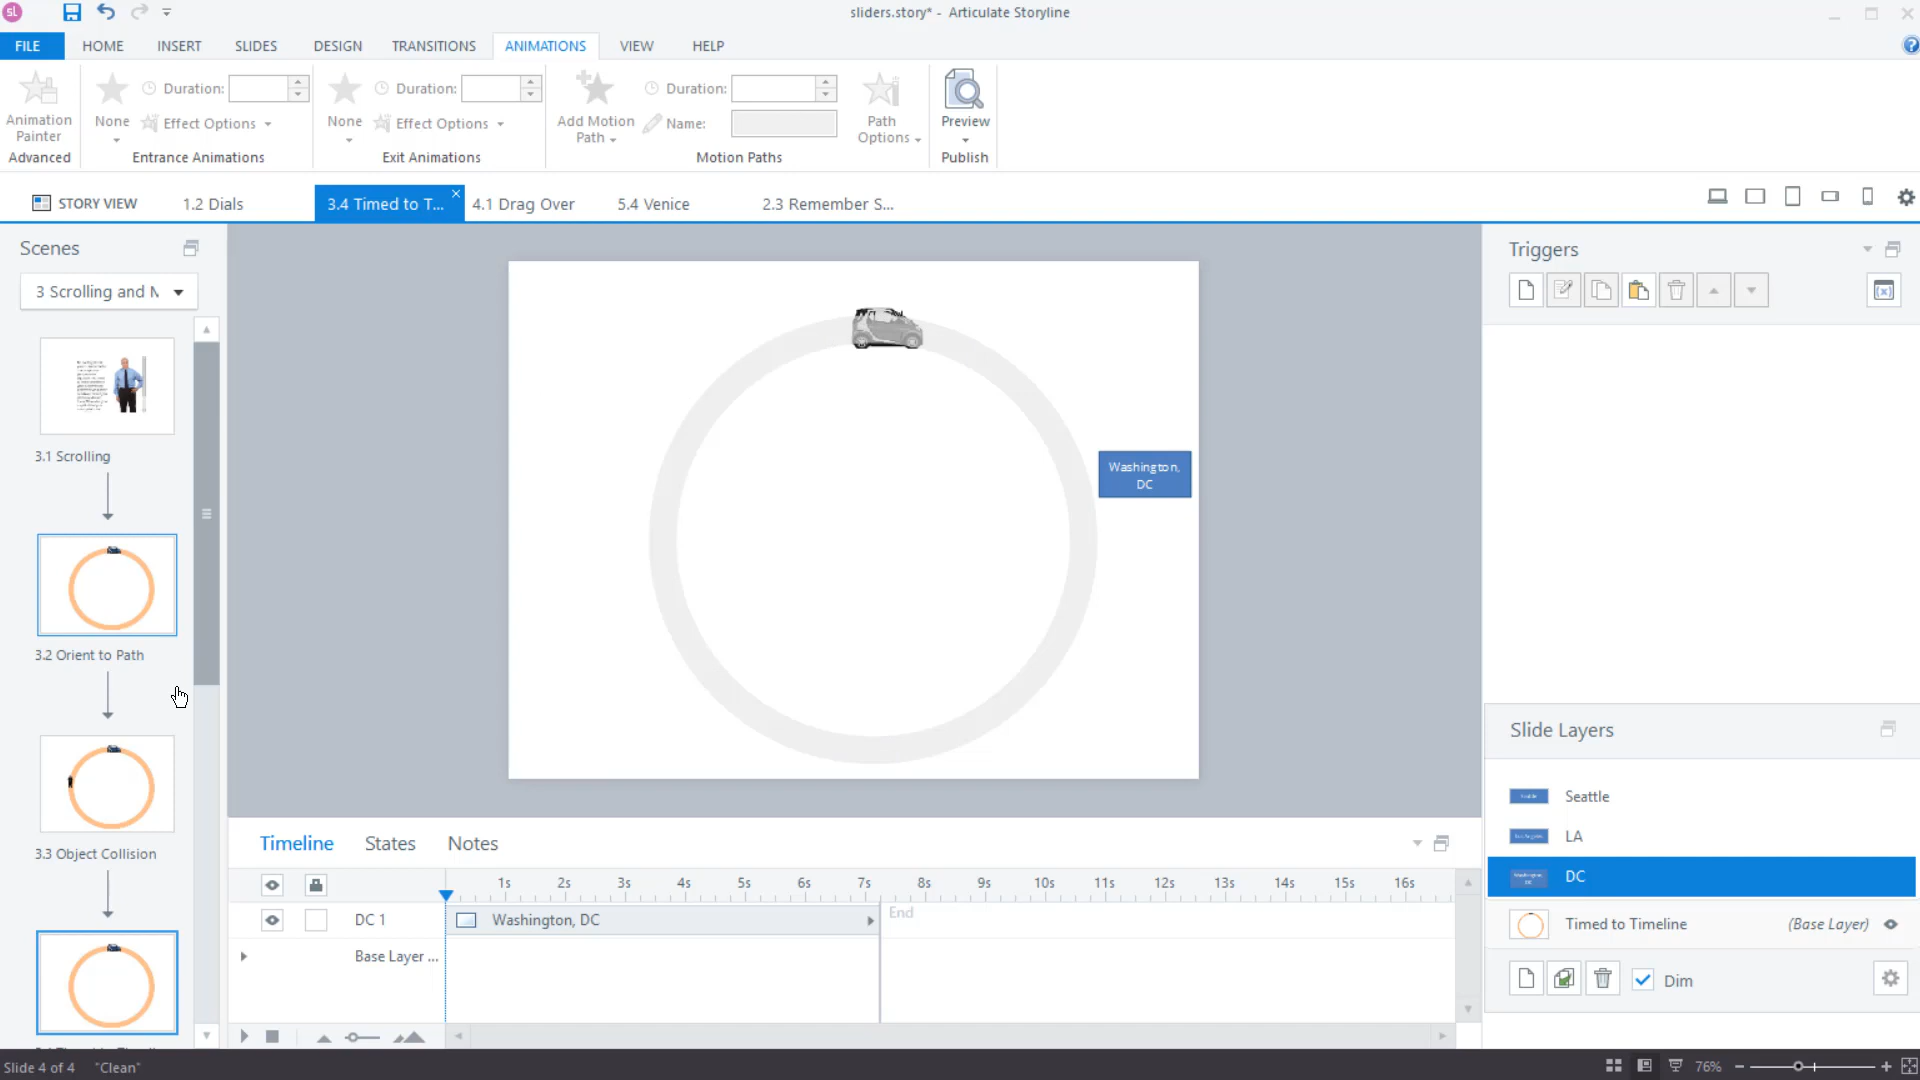 sl
sliders.story* - Articulate Storyline
FILE
HOME
INSERT
SLIDES
DESIGN
TRANSITIONS
ANIMATIONS
VIEW
HELP
Animation
Painter
Advanced
None
Duration:
Effect Options
Entrance Animations
None
Duration:
Effect Options
Exit Animations
Add Motion
Path
Duration:
Name:
Path
Options
Motion Paths
Preview
Publish
STORY VIEW
1.2 Dials
3.4 Timed to T...
4.1 Drag Over
5.4 Venice
2.3 Remember S...
Scenes
3 Scrolling and
3.1 Scrolling
3.2 Orient to Path
3.3 Object Collision
Washington,
DC
Triggers
Slide Layers
Seattle
LA
DC
Timed to Timeline
(Base Layer)
Dim
Timeline
States
Notes
1s 2s 3s 4s 5s 6s 7s 8s 9s 10s 11s 12s 13s 14s 15s 16s
DC 1
Washington, DC
End
Base Layer ...
Slide 4 of 4
"Clean"
76%